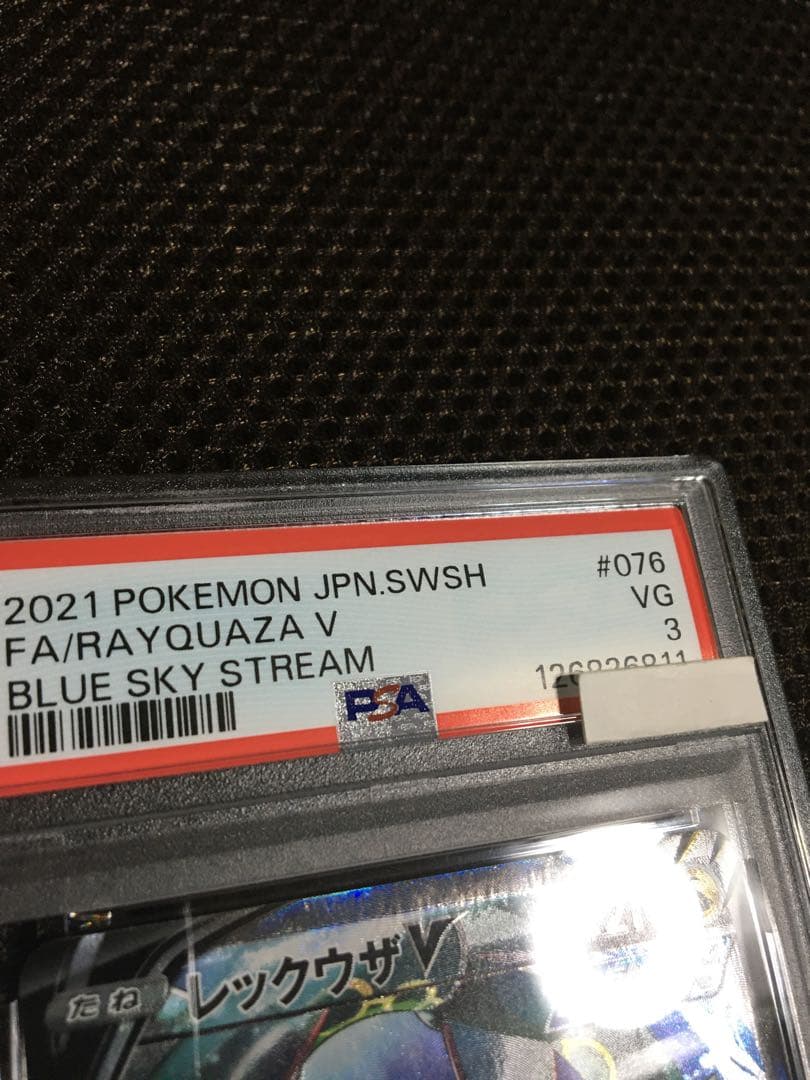 2021 POKEMON JPN.SWSH #076
FA/RAYQUAZA V VG
BLUE SKY STREAM 3
PSA
たね レックウザV